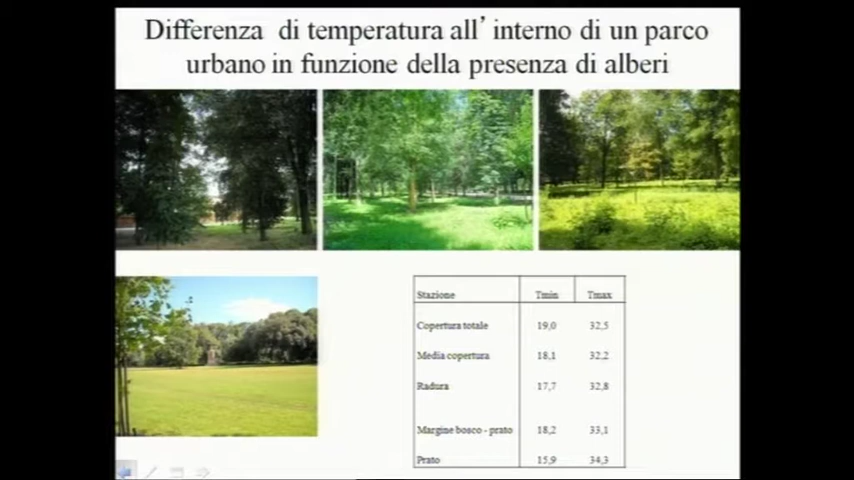 Differenza di temperatura all’ interno di un parco
urbano in funzione della presenza di alberi
Stazione Tmin Tmax
Copertura totale 19,0 32,5
Media copertura 18,1 32,2
Radura 17,7 32,8
Margine bosco - prato 18,2 33,1
Prato 15,9 34,3